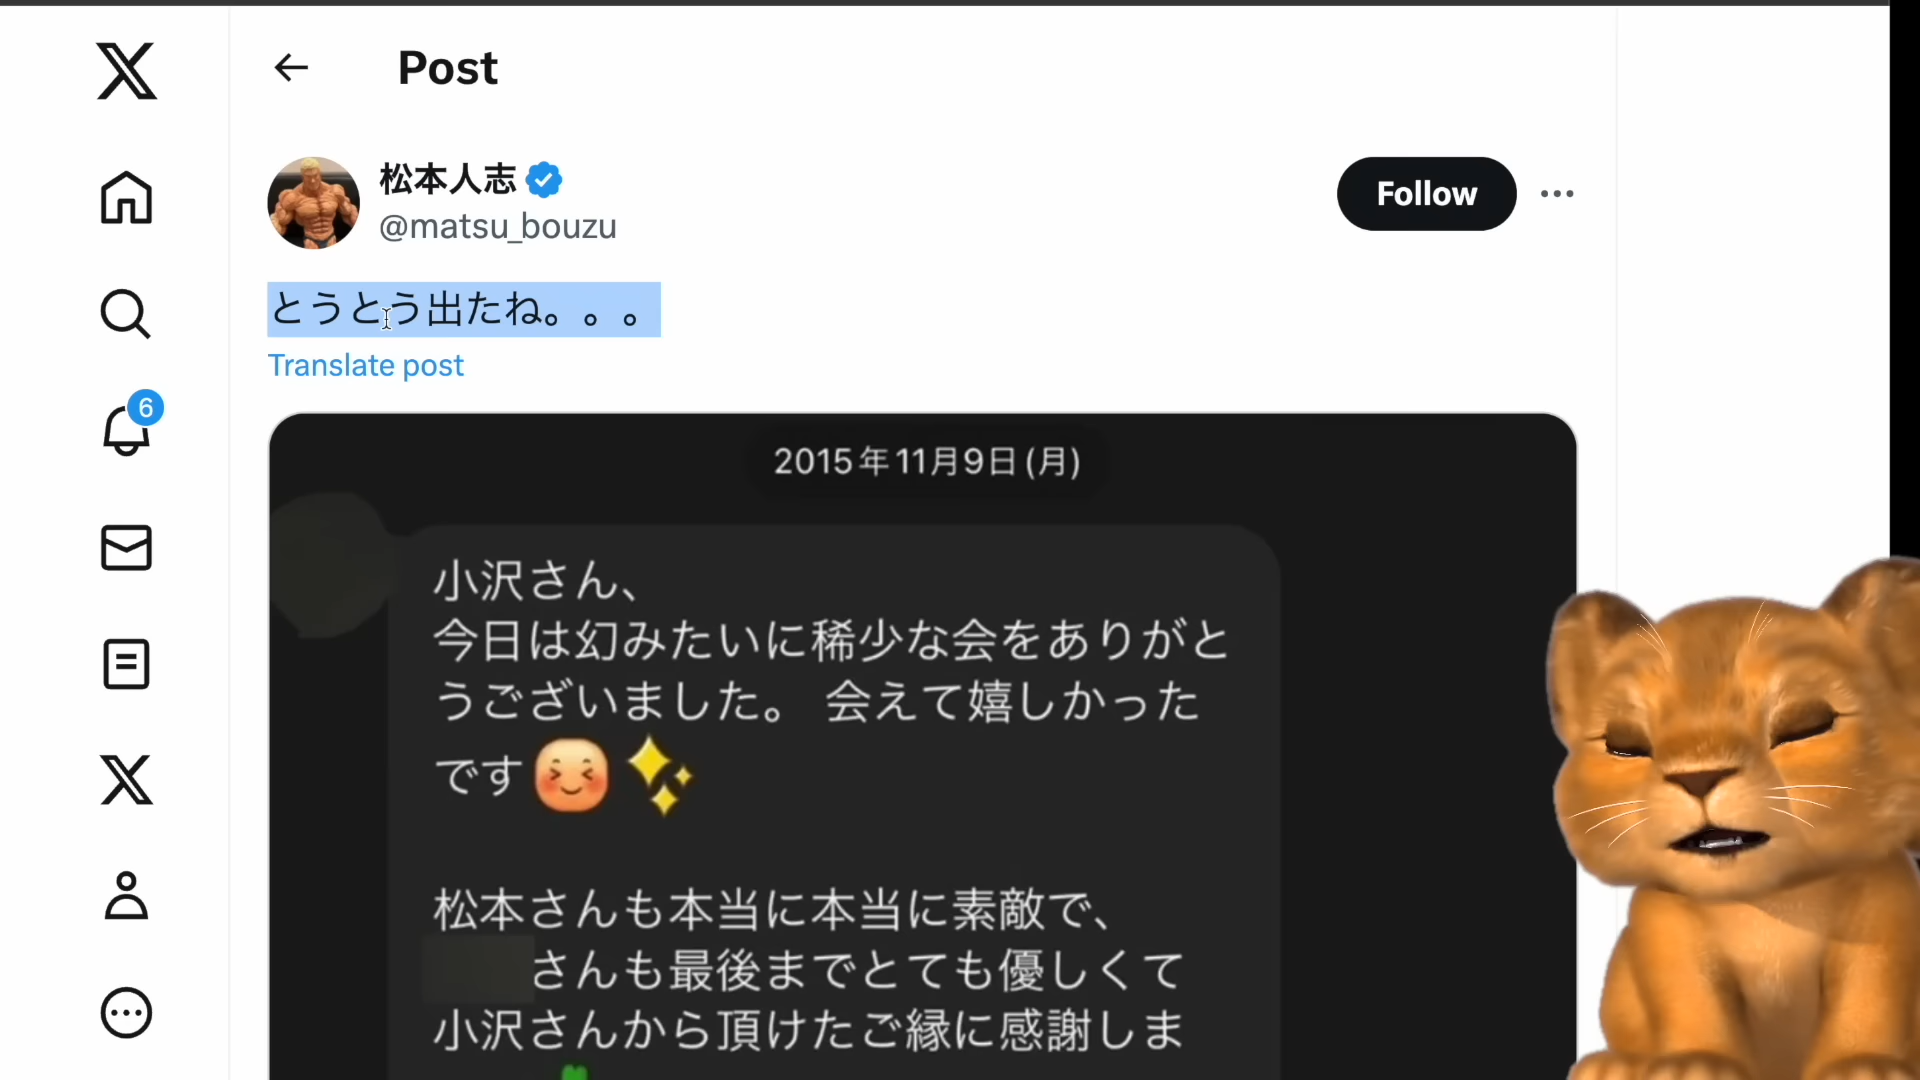 Post
松本人志
@matsu_bouzu
Follow
とうとう出たね。。。
Translate post
6
2015年11月9日(月)
小沢さん、
今日は幻みたいに稀少な会をありがと
うございました。 会えて嬉しかった
です
松本さんも本当に本当に素敵で、
さんも最後までとても優しくて
小沢さんから頂けたご縁に感謝しま